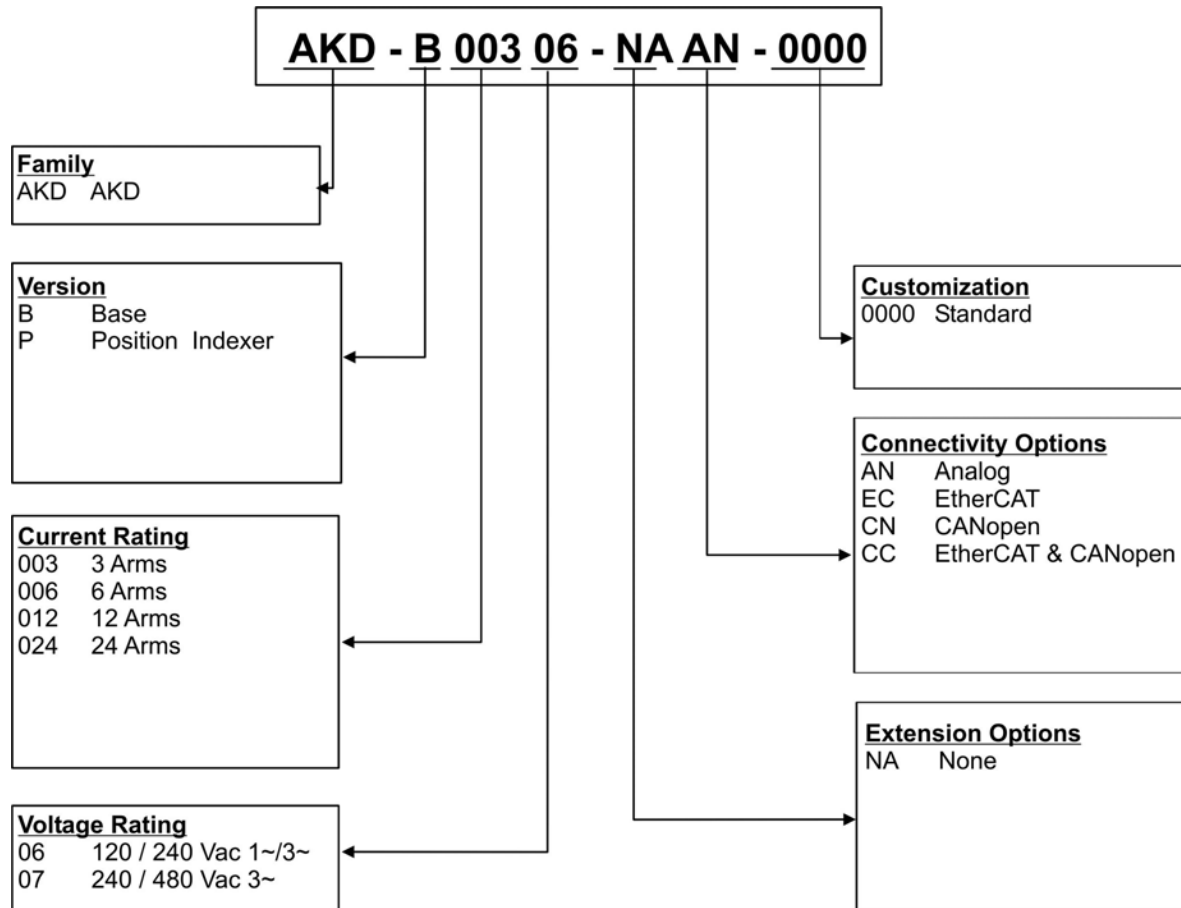 AKD - B 003 06 - NA AN - 0000
Family
AKD AKD
Version
B Base
P Position Indexer
Current Rating
003 3 Arms
006 6 Arms
012 12 Arms
024 24 Arms
Voltage Rating
06 120 / 240 Vac 1~/3~
07 240 / 480 Vac 3~
Customization
0000 Standard
Connectivity Options
AN Analog
EC EtherCAT
CN CANopen
CC EtherCAT & CANopen
Extension Options
NA None